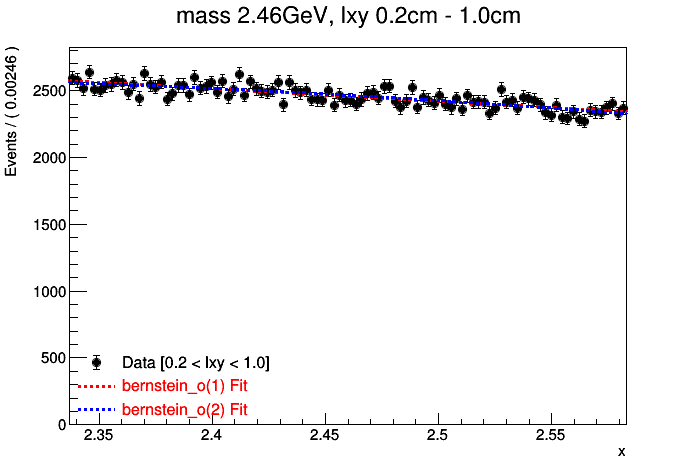 mass 2.46GeV, lxy 0.2cm - 1.0cm
Events / ( 0.00246 )
2500
2000
1500
1000
500
0
Data [0.2 < lxy < 1.0]
bernstein_o(1) Fit
bernstein_o(2) Fit
2.35 2.4 2.45 2.5 2.55
x